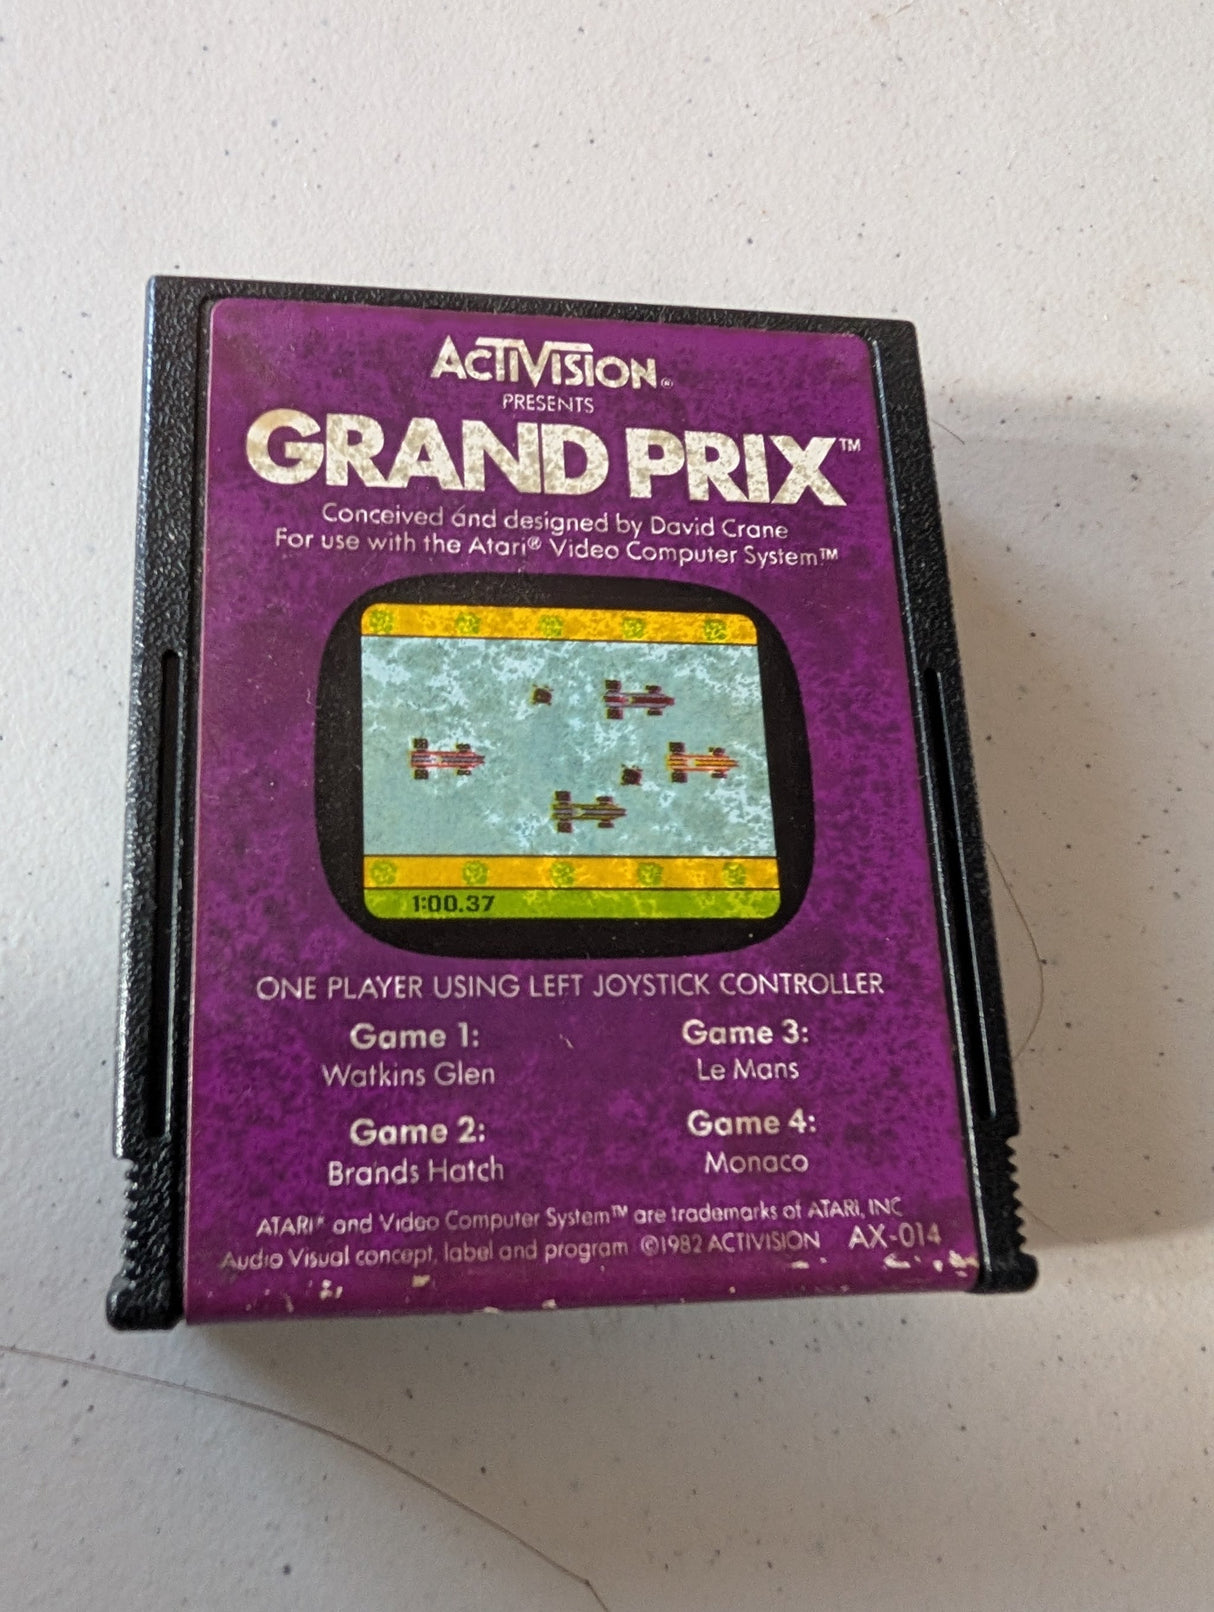 ACTIVISION®
PRESENTS
GRAND PRIX™
Conceived and designed by David Crane
For use with the Atari® Video Computer System™
1:00.37
ONE PLAYER USING LEFT JOYSTICK CONTROLLER
Game 1:
Watkins Glen
Game 2:
Brands Hatch
Game 3:
Le Mans
Game 4:
Monaco
ATARI® and Video Computer System™ are trademarks of ATARI, INC
Audio Visual concept, label and program ©1982 ACTIVISION AX-014